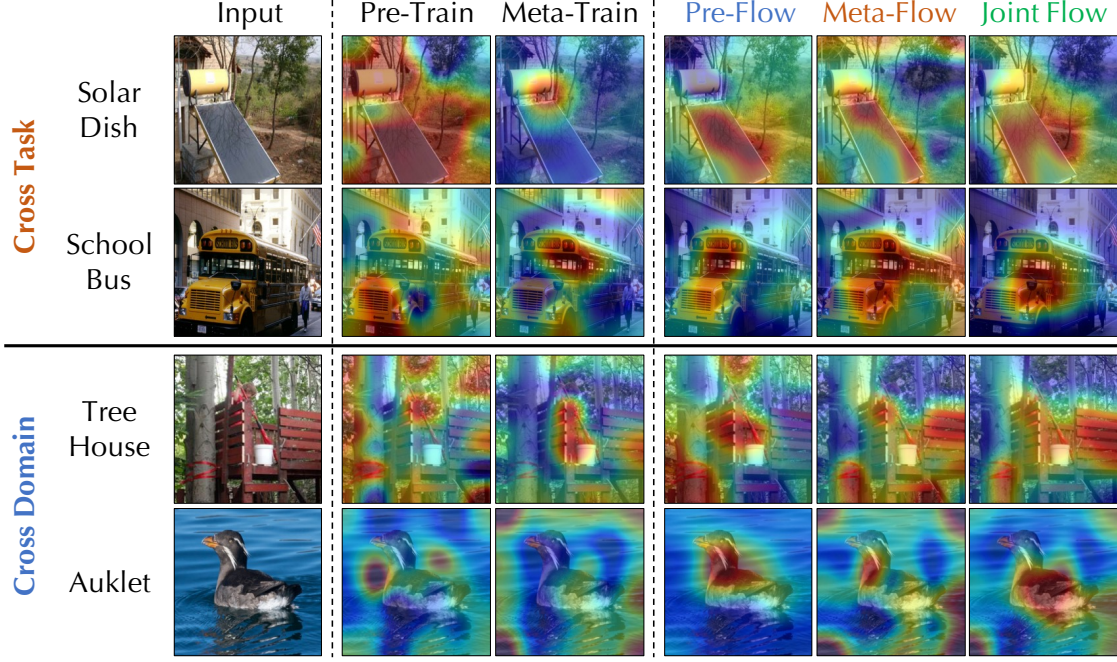 Input Pre-Train Meta-Train Pre-Flow Meta-Flow Joint Flow
Cross Task
Solar
Dish
School
Bus
Cross Domain
Tree
House
Auklet